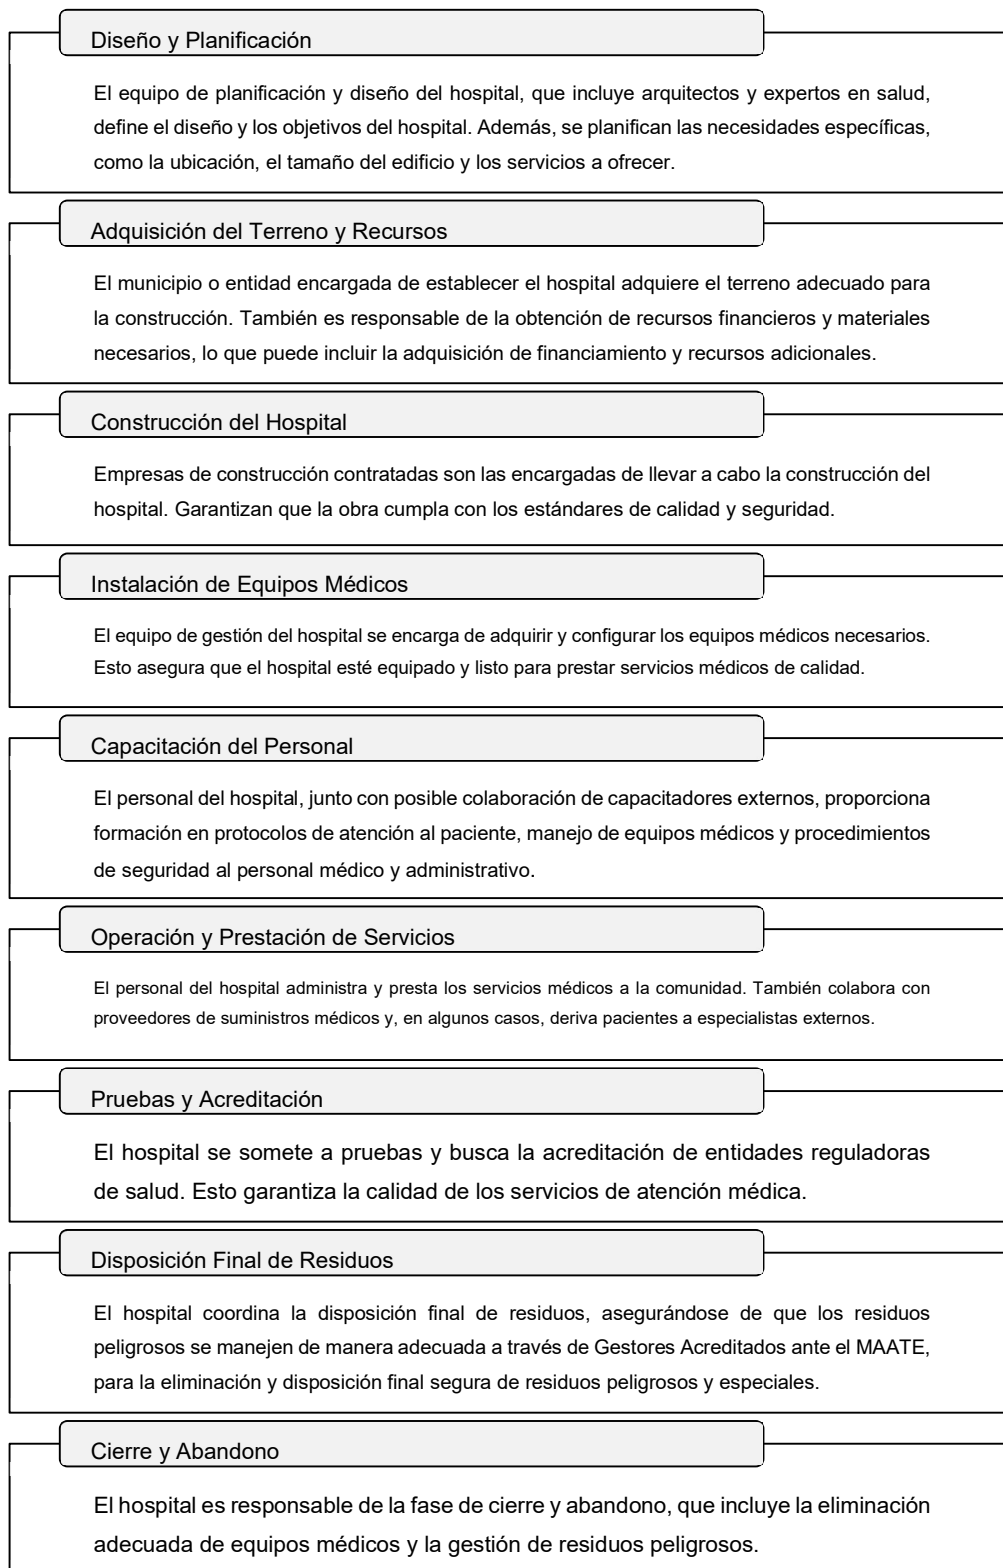 Diseño y Planificación
El equipo de planificación y diseño del hospital, que incluye arquitectos y expertos en salud,
define el diseño y los objetivos del hospital. Además, se planifican las necesidades específicas,
como la ubicación, el tamaño del edificio y los servicios a ofrecer.
Adquisición del Terreno y Recursos
El municipio o entidad encargada de establecer el hospital adquiere el terreno adecuado para
la construcción. También es responsable de la obtención de recursos financieros y materiales
necesarios, lo que puede incluir la adquisición de financiamiento y recursos adicionales.
Construcción del Hospital
Empresas de construcción contratadas son las encargadas de llevar a cabo la construcción del
hospital. Garantizan que la obra cumpla con los estándares de calidad y seguridad.
Instalación de Equipos Médicos
El equipo de gestión del hospital se encarga de adquirir y configurar los equipos médicos necesarios.
Esto asegura que el hospital esté equipado y listo para prestar servicios médicos de calidad.
Capacitación del Personal
El personal del hospital, junto con posible colaboración de capacitadores externos, proporciona
formación en protocolos de atención al paciente, manejo de equipos médicos y procedimientos
de seguridad al personal médico y administrativo.
Operación y Prestación de Servicios
El personal del hospital administra y presta los servicios médicos a la comunidad. También colabora con
proveedores de suministros médicos y, en algunos casos, deriva pacientes a especialistas externos.
Pruebas y Acreditación
El hospital se somete a pruebas y busca la acreditación de entidades reguladoras
de salud. Esto garantiza la calidad de los servicios de atención médica.
Disposición Final de Residuos
El hospital coordina la disposición final de residuos, asegurándose de que los residuos
peligrosos se manejen de manera adecuada a través de Gestores Acreditados ante el MAATE,
para la eliminación y disposición final segura de residuos peligrosos y especiales.
Cierre y Abandono
El hospital es responsable de la fase de cierre y abandono, que incluye la eliminación
adecuada de equipos médicos y la gestión de residuos peligrosos.